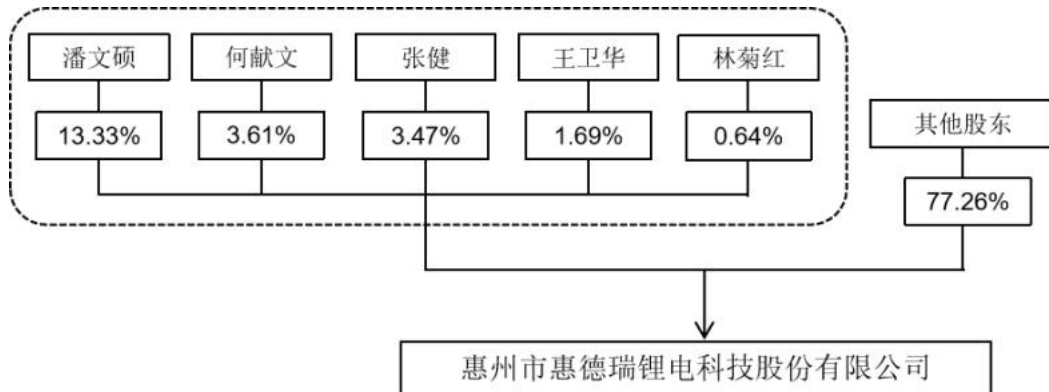 潘文硕
何献文
张健
王卫华
林菊红
13.33%
3.61%
3.47%
1.69%
0.64%
其他股东
77.26%
惠州市惠德瑞锂电科技股份有限公司